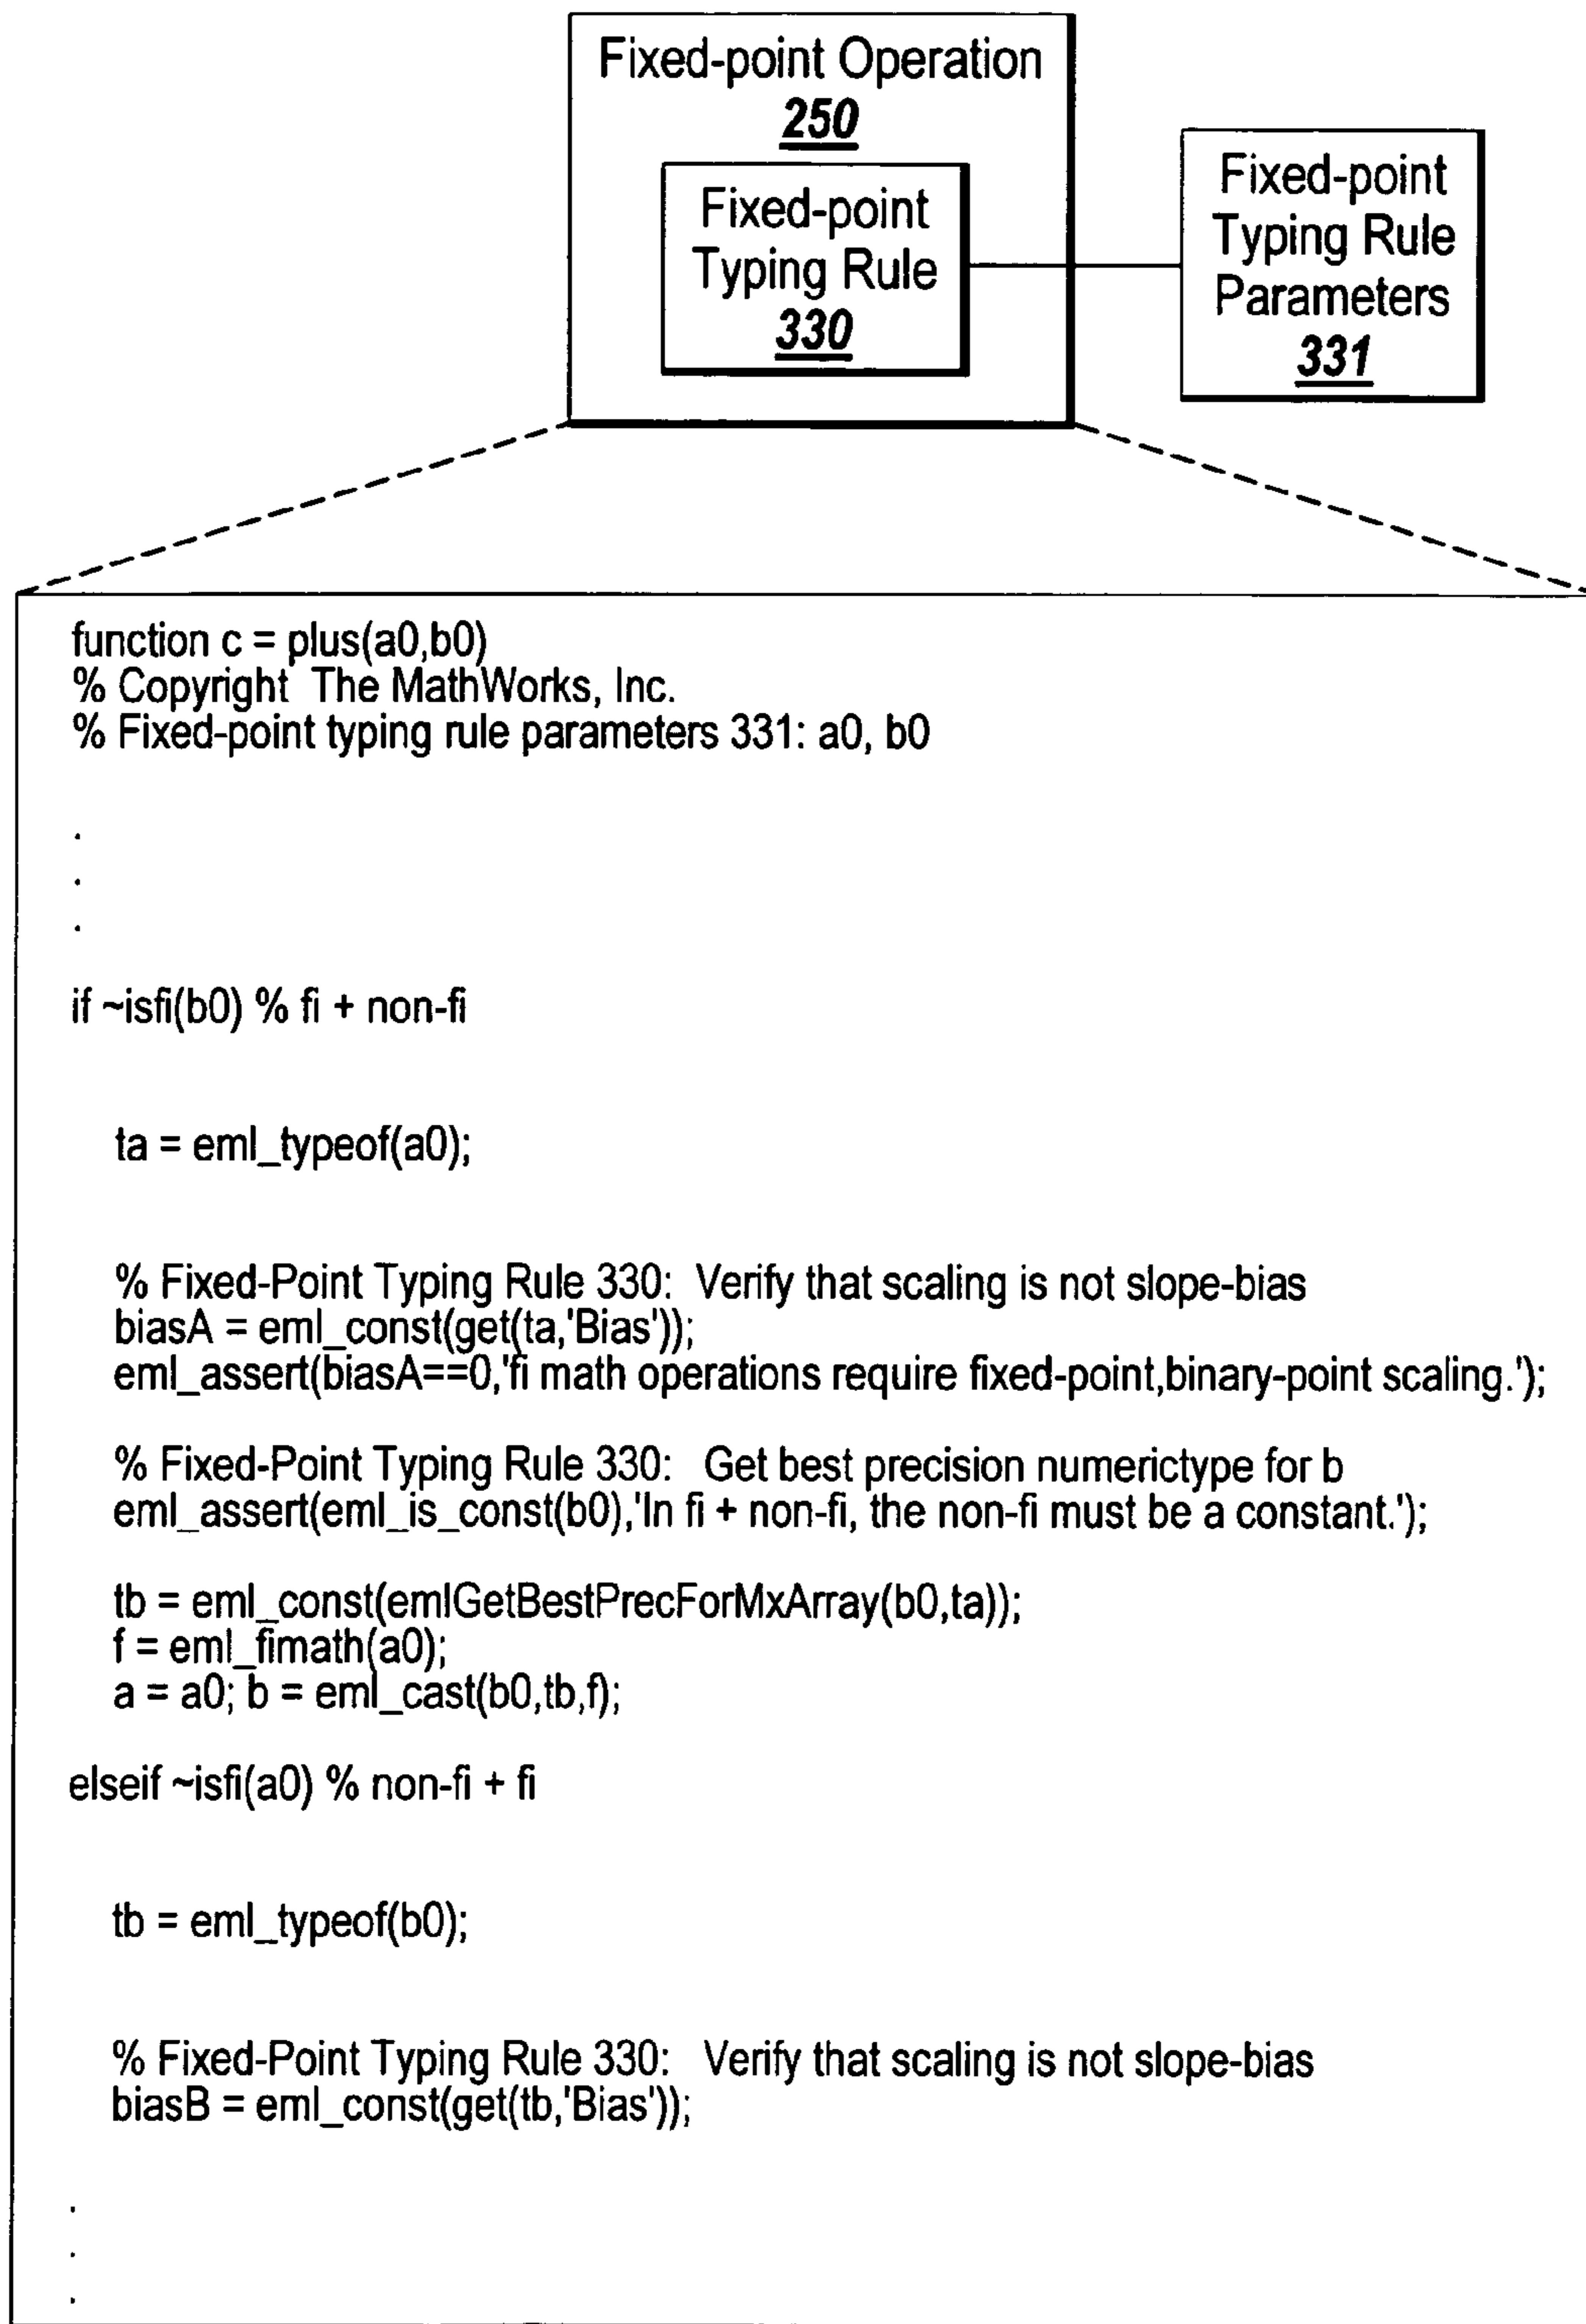 Fixed-point Operation
250
Fixed-point
Typing Rule
330
Fixed-point
Typing Rule
Parameters
331
function c = plus(a0,b0)
% Copyright The MathWorks, Inc.
% Fixed-point typing rule parameters 331: a0, b0
.
.
.
if ~isfi(b0) % fi + non-fi
ta = eml_typeof(a0);
% Fixed-Point Typing Rule 330: Verify that scaling is not slope-bias
biasA = eml_const(get(ta,'Bias'));
eml_assert(biasA==0,'fi math operations require fixed-point,binary-point scaling.');
% Fixed-Point Typing Rule 330: Get best precision numerictype for b
eml_assert(eml_is_const(b0),'In fi + non-fi, the non-fi must be a constant.');
tb = eml_const(emlGetBestPrecForMxArray(b0,ta));
f = eml_fimath(a0);
a = a0; b = eml_cast(b0,tb,f);
elseif ~isfi(a0) % non-fi + fi
tb = eml_typeof(b0);
% Fixed-Point Typing Rule 330: Verify that scaling is not slope-bias
biasB = eml_const(get(tb,'Bias'));
.
.
.